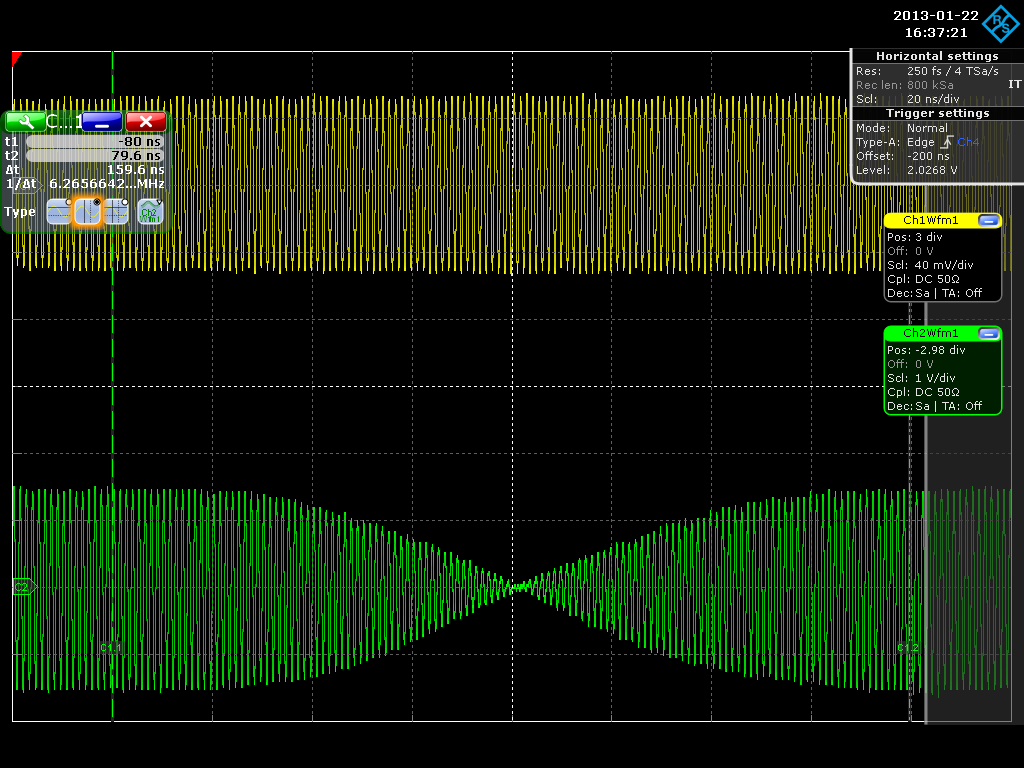 2013-01-22
16:37:21
R&S
Horizontal settings
Res: 250 fs / 4 TSa/s
Rec len: 800 kSa
IT
Scl: 20 ns/div
Trigger settings
Mode: Normal
Type-A: Edge Ch4
Offset: -200 ns
Level: 2.0268 V
C...1
t1 -80 ns
t2 79.6 ns
Δt 159.6 ns
1/Δt 6.2656642...MHz
Type
Ch2
Wfm1
Ch1Wfm1
Pos: 3 div
Off: 0 V
Scl: 40 mV/div
Cpl: DC 50Ω
Dec: Sa | TA: Off
Ch2Wfm1
Pos: -2.98 div
Off: 0 V
Scl: 1 V/div
Cpl: DC 50Ω
Dec: Sa | TA: Off
C2
C1.1
C1.2